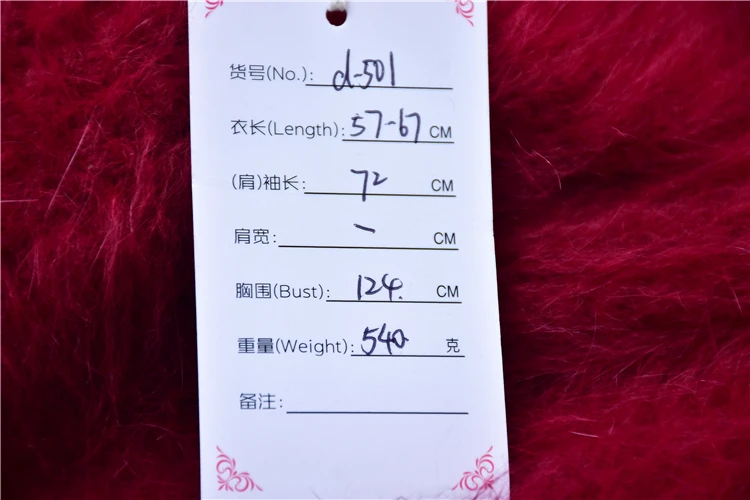 货号(No.): d-501
衣长(Length): 57-67 CM
(肩)袖长: 72 CM
肩宽: — CM
胸围(Bust): 124. CM
重量(Weight): 540. 克
备注: